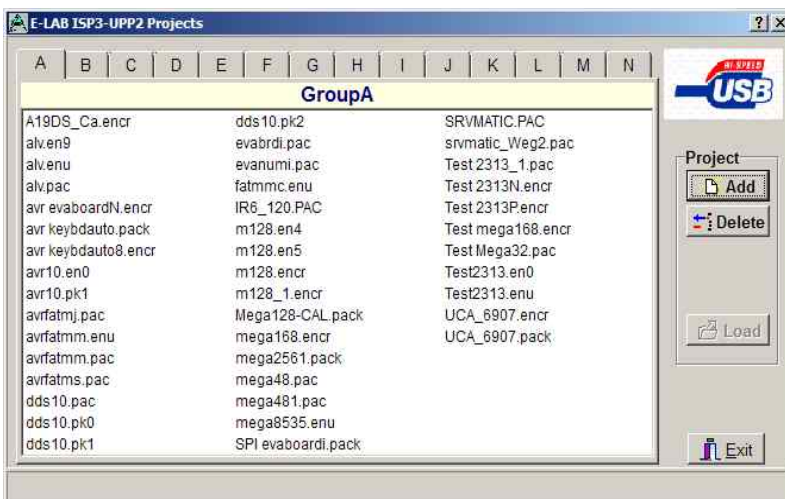 E-LAB ISP3-UPP2 Projects
A B C D E F G H I J K L M N
HI-SPEED
USB
GroupA
A19DS_Ca.encr
alv.en9
alv.enu
alv.pac
avr evaboardN.encr
avr keybdauto.pack
avr keybdauto8.encr
avr10.en0
avr10.pk1
avrfatmj.pac
avrfatmm.enu
avrfatmm.pac
avrfatms.pac
dds10.pac
dds10.pk0
dds10.pk1
dds10.pk2
evabrdi.pac
evanumi.pac
fatmmc.enu
IR6_120.PAC
m128.en4
m128.en5
m128.encr
m128_1.encr
Mega128-CAL.pack
mega168.encr
mega2561.pack
mega48.pac
mega481.pac
mega8535.enu
SPI evaboardi.pack
SRVMATIC.PAC
srvmatic_Weg2.pac
Test 2313_1.pac
Test 2313N.encr
Test 2313P.encr
Test mega168.encr
Test Mega32.pac
Test2313.en0
Test2313.enu
UCA_6907.encr
UCA_6907.pack
Project
Add
Delete
Load
Exit